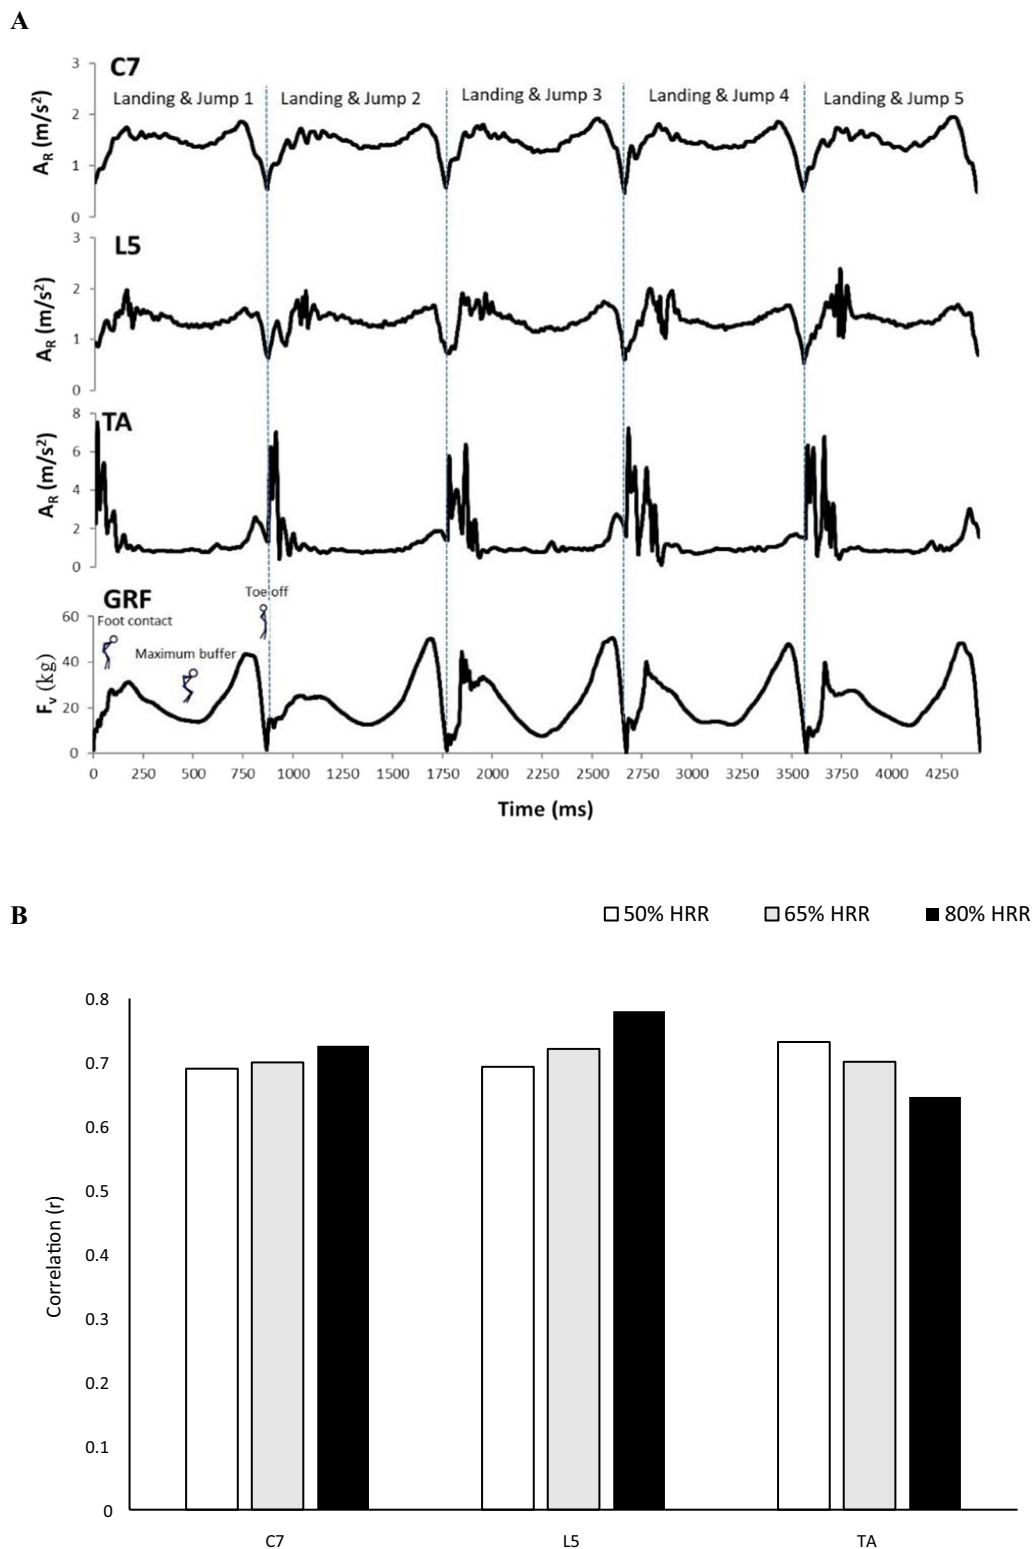 A
C7
Landing & Jump 1 Landing & Jump 2 Landing & Jump 3 Landing & Jump 4 Landing & Jump 5
A_R (m/s²)
3
2
1
0
L5
A_R (m/s²)
3
2
1
0
TA
A_R (m/s²)
8
6
4
2
0
GRF
Toe off
Foot contact
Maximum buffer
F_v (kg)
60
40
20
0
0 250 500 750 1000 1250 1500 1750 2000 2250 2500 2750 3000 3250 3500 3750 4000 4250
Time (ms)
B
50% HRR 65% HRR 80% HRR
Correlation (r)
0.8
0.7
0.6
0.5
0.4
0.3
0.2
0.1
0
C7 L5 TA